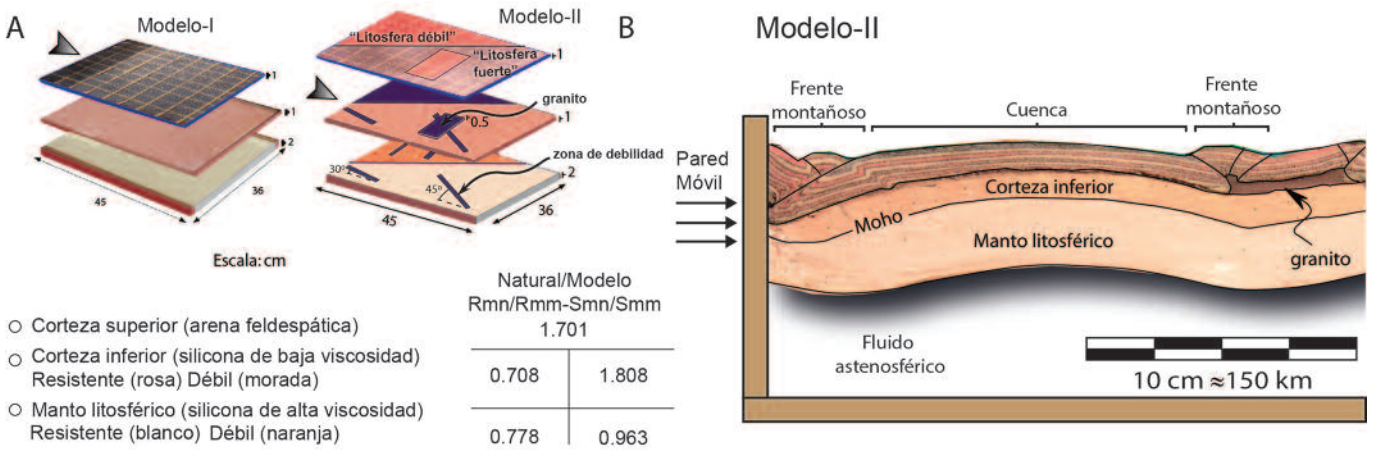 A
Modelo-I
1
1
2
45
36
Modelo-II
"Litosfera débil"
"Litosfera
fuerte"
1
granito
0.5
1
zona de debilidad
30º
45º
2
45
36
Escala: cm
Natural/Modelo
Rmn/Rmm-Smn/Smm
1.701
Corteza superior (arena feldespática)
Corteza inferior (silicona de baja viscosidad)
Resistente (rosa) Débil (morada)
0.708 1.808
Manto litosférico (silicona de alta viscosidad)
Resistente (blanco) Débil (naranja)
0.778 0.963
B
Modelo-II
Frente
montañoso
Cuenca
Frente
montañoso
Pared
Móvil
Corteza inferior
Moho
Manto litosférico
granito
Fluido
astenosférico
10 cm ≈150 km